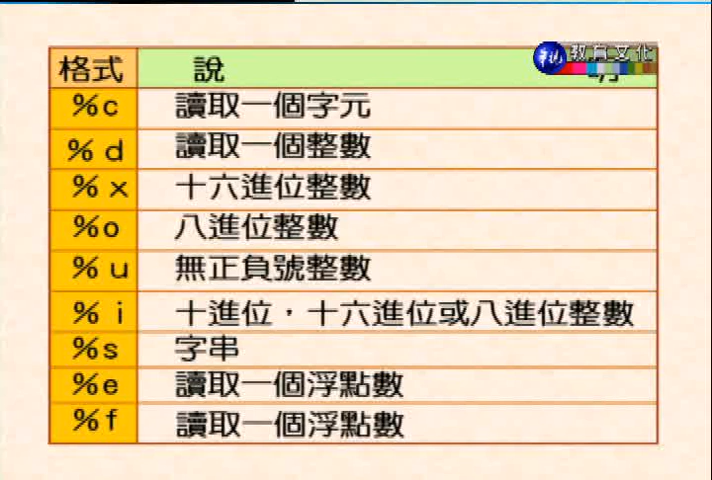 格式 說
教育文化
%c 讀取一個字元
% d 讀取一個整數
% x 十六進位整數
%o 八進位整數
% u 無正負號整數
% i 十進位，十六進位或八進位整數
%s 字串
%e 讀取一個浮點數
%f 讀取一個浮點數